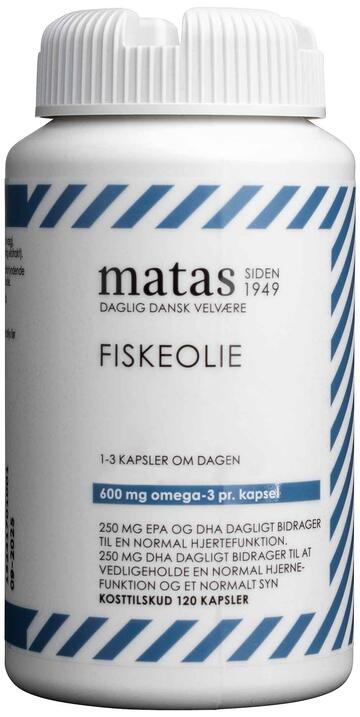 matas SIDEN 1949
DAGLIG DANSK VELVÆRE
FISKEOLIE
1-3 KAPSLER OM DAGEN
600 mg omega-3 pr. kapsel
250 MG EPA OG DHA DAGLIGT BIDRAGER
TIL EN NORMAL HJERTEFUNKTION.
250 MG DHA DAGLIGT BIDRAGER TIL AT
VEDLIGEHOLDE EN NORMAL HJERNE-
FUNKTION OG ET NORMALT SYN
KOSTTILSKUD 120 KAPSLER
09-2025